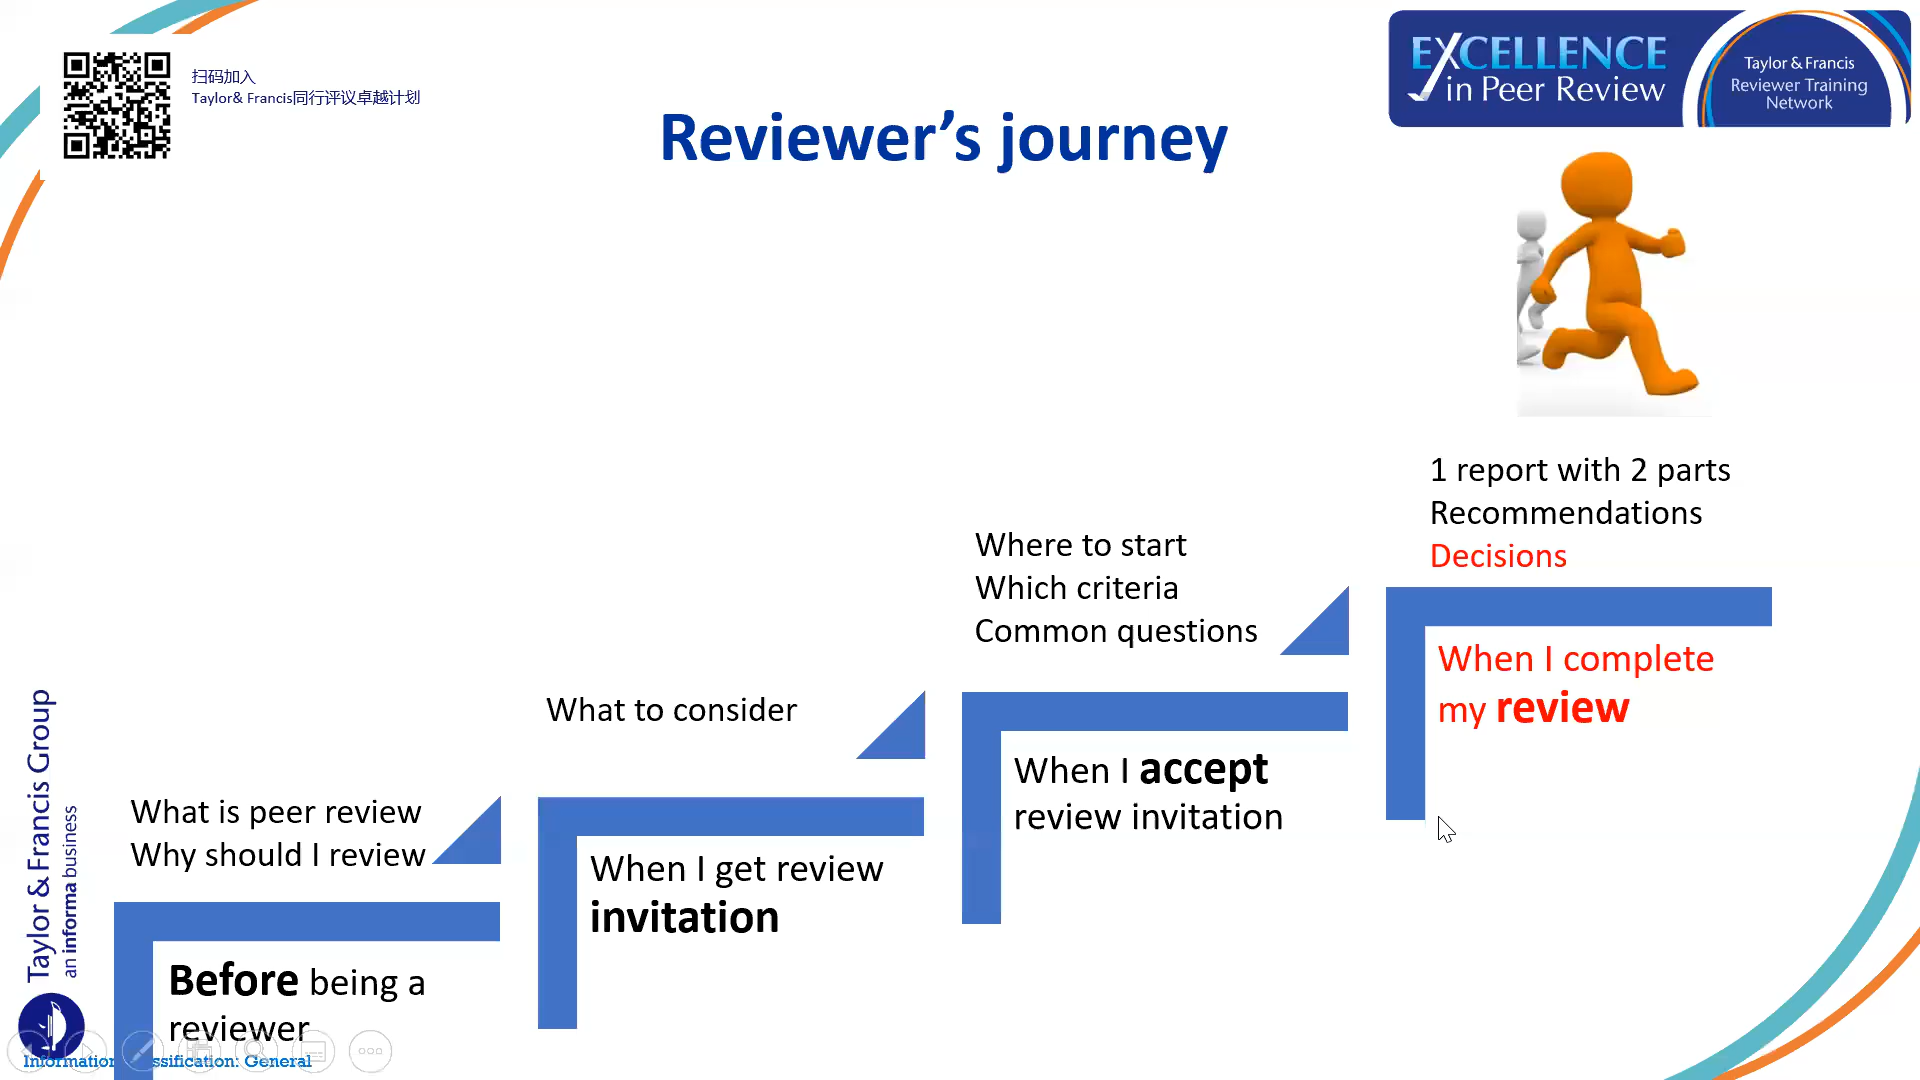 扫码加入
Taylor& Francis同行评议卓越计划
EXCELLENCE
in Peer Review
Taylor & Francis
Reviewer Training
Network
Reviewer’s journey
1 report with 2 parts
Recommendations
Decisions
When I complete
my review
Where to start
Which criteria
Common questions
When I accept
review invitation
What to consider
When I get review
invitation
What is peer review
Why should I review
Before being a
reviewer
Taylor & Francis Group
an informa business
Information Classification: General